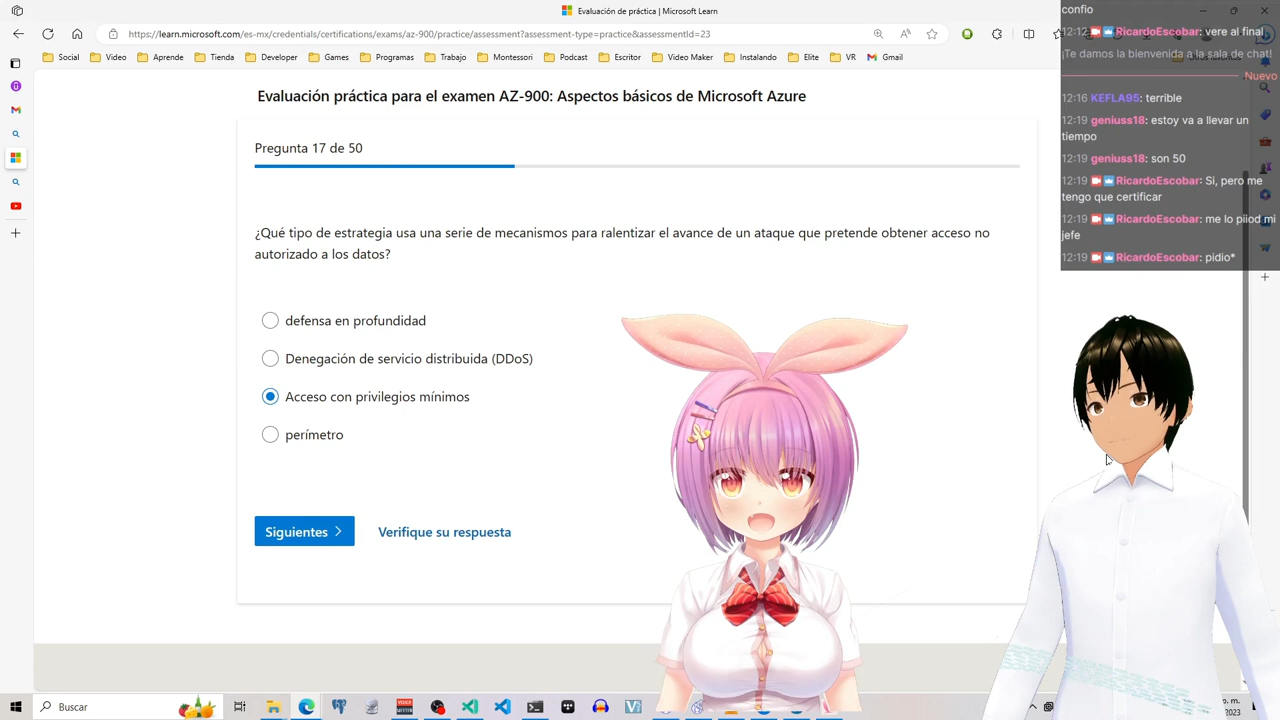 Evaluación de práctica | Microsoft Learn
https://learn.microsoft.com/es-mx/credentials/certifications/exams/az-900/practice/assessment?assessment-type=practice&assessmentId=23
Social Video Aprende Tienda Developer Games Programas Trabajo Montessori Podcast Escritor Video Maker Instalando Elite VR Gmail
Evaluación práctica para el examen AZ-900: Aspectos básicos de Microsoft Azure
Pregunta 17 de 50
¿Qué tipo de estrategia usa una serie de mecanismos para ralentizar el avance de un ataque que pretende obtener acceso no
autorizado a los datos?
defensa en profundidad
Denegación de servicio distribuida (DDoS)
Acceso con privilegios mínimos
perímetro
Siguientes
Verifique su respuesta
confio
12:12 RicardoEscobar: vere al final
¡Te damos la bienvenida a la sala de chat!
Nuevo
12:16 KEFLA95: terrible
12:19 geniuss18: estoy va a llevar un
tiempo
12:19 geniuss18: son 50
12:19 RicardoEscobar: Si, pero me
tengo que certificar
12:19 RicardoEscobar: me lo piiod mi
jefe
12:19 RicardoEscobar: pidio*
Buscar